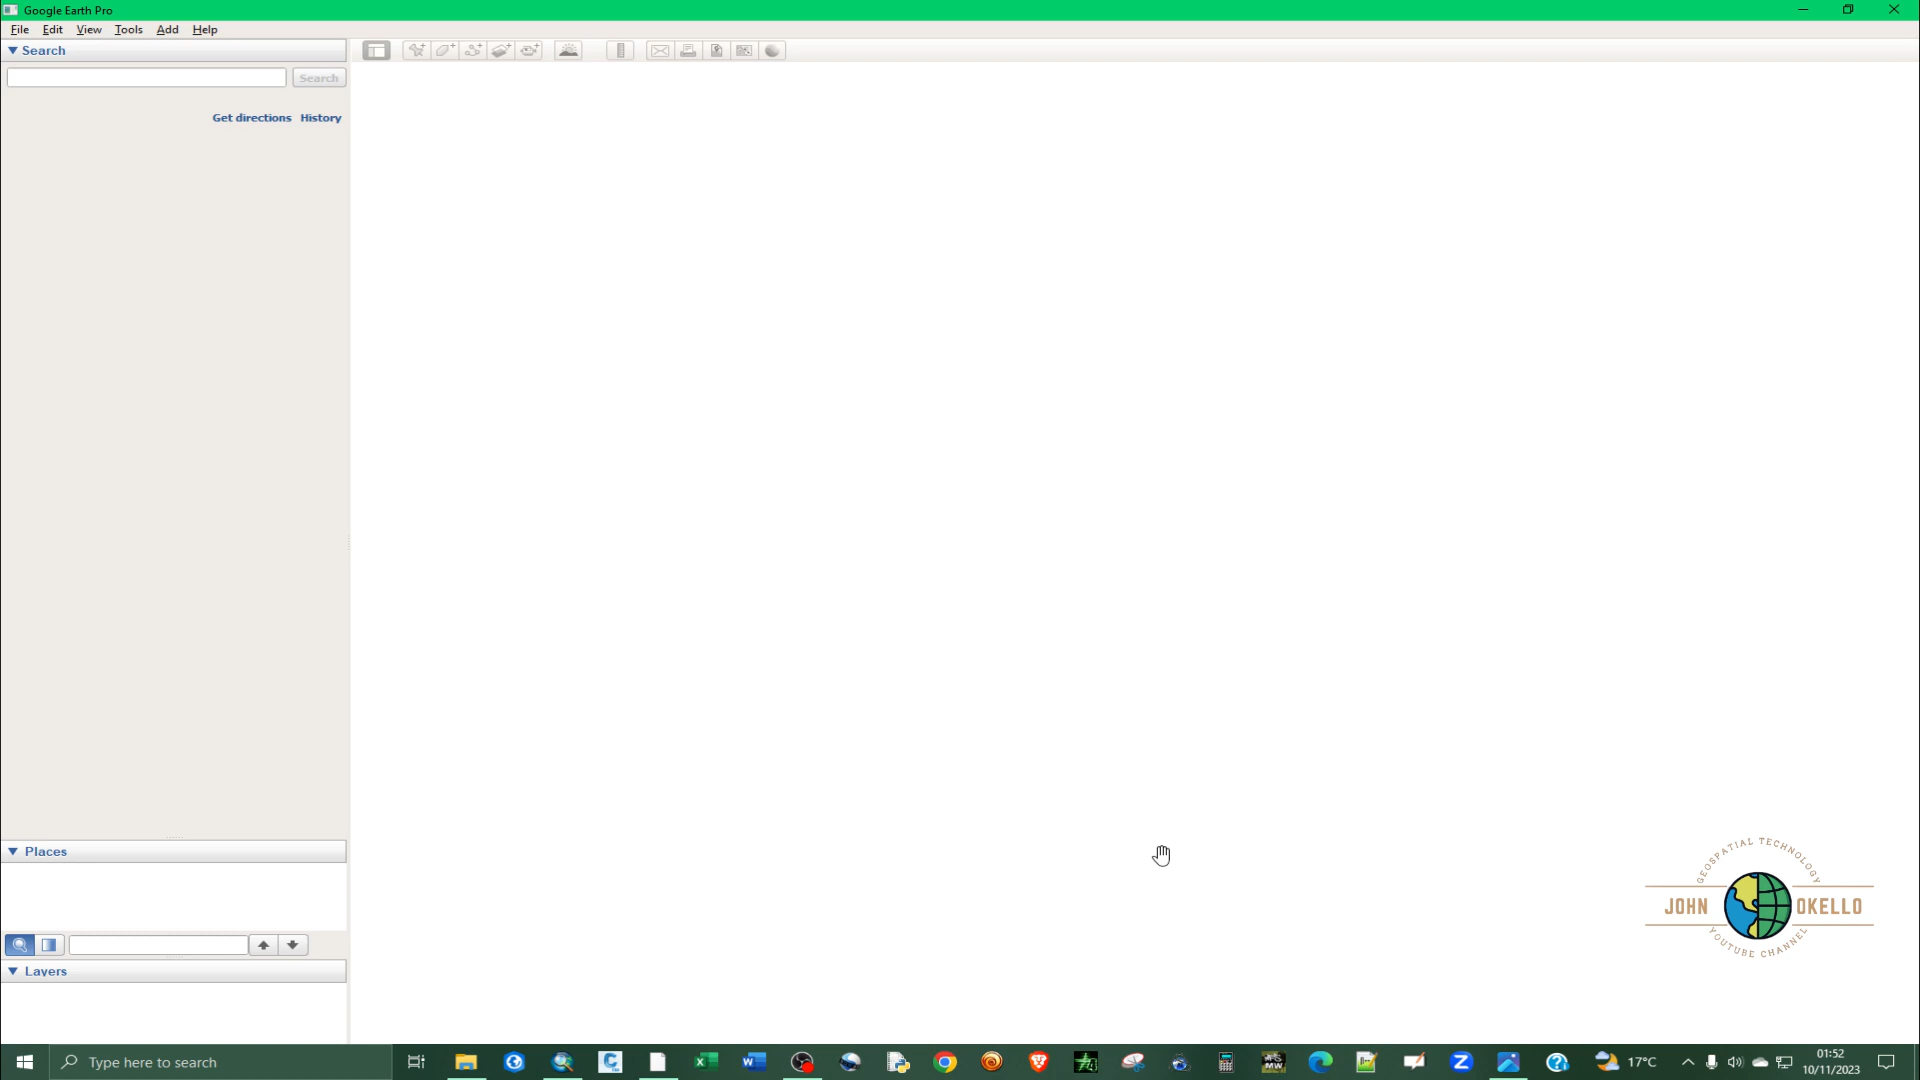 Google Earth Pro
File Edit View Tools Add Help
Search
Search
Get directions History
Places
Layers
GEOSPATIAL TECHNOLOGY
JOHN OKELLO
YOUTUBE CHANNEL
Type here to search
17°C
01:52
10/11/2023